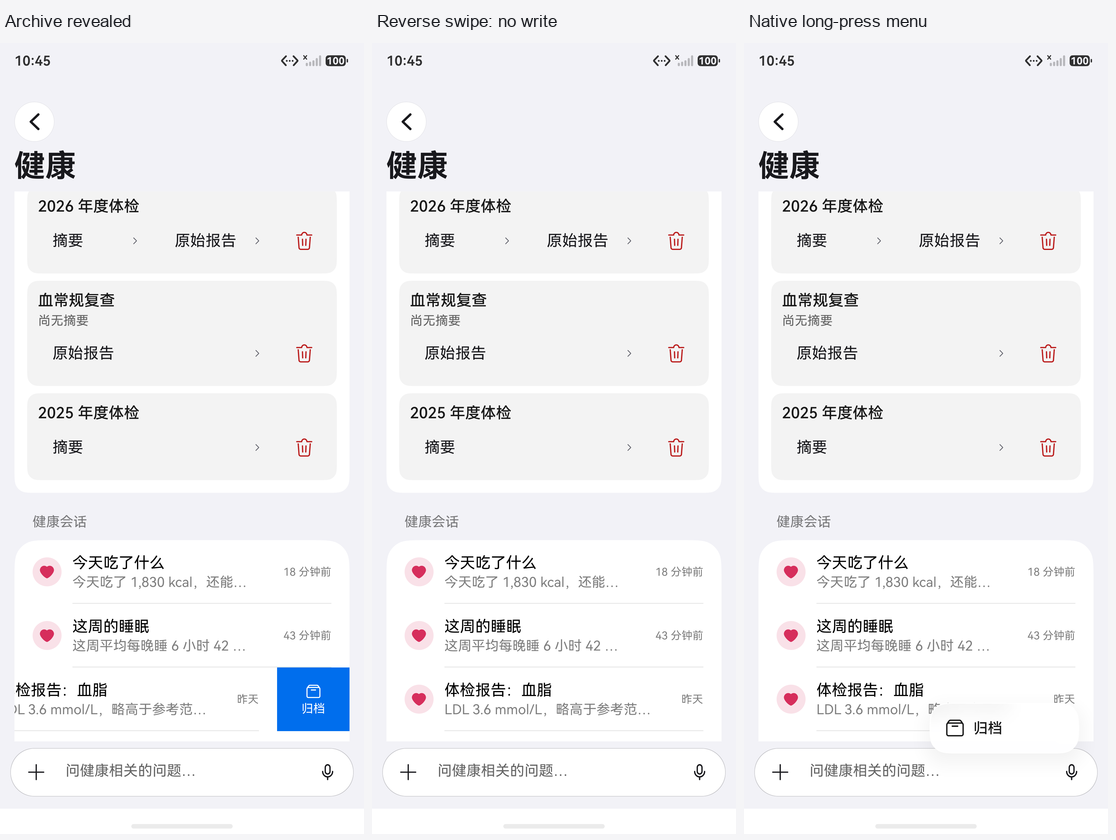 Archive revealed
10:45
100
健康
2026 年度体检
摘要
原始报告
血常规复查
尚无摘要
原始报告
2025 年度体检
摘要
健康会话
今天吃了什么
今天吃了 1,830 kcal，还能…
18 分钟前
这周的睡眠
这周平均每晚睡 6 小时 42 …
43 分钟前
检报告：血脂
DL 3.6 mmol/L，略高于参考范…
昨天
归档
问健康相关的问题…
Reverse swipe: no write
10:45
100
健康
2026 年度体检
摘要
原始报告
血常规复查
尚无摘要
原始报告
2025 年度体检
摘要
健康会话
今天吃了什么
今天吃了 1,830 kcal，还能…
18 分钟前
这周的睡眠
这周平均每晚睡 6 小时 42 …
43 分钟前
体检报告：血脂
LDL 3.6 mmol/L，略高于参考范…
昨天
问健康相关的问题…
Native long-press menu
10:45
100
健康
2026 年度体检
摘要
原始报告
血常规复查
尚无摘要
原始报告
2025 年度体检
摘要
健康会话
今天吃了什么
今天吃了 1,830 kcal，还能…
18 分钟前
这周的睡眠
这周平均每晚睡 6 小时 42 …
43 分钟前
体检报告：血脂
LDL 3.6 mmol/L，略
昨天
归档
问健康相关的问题…